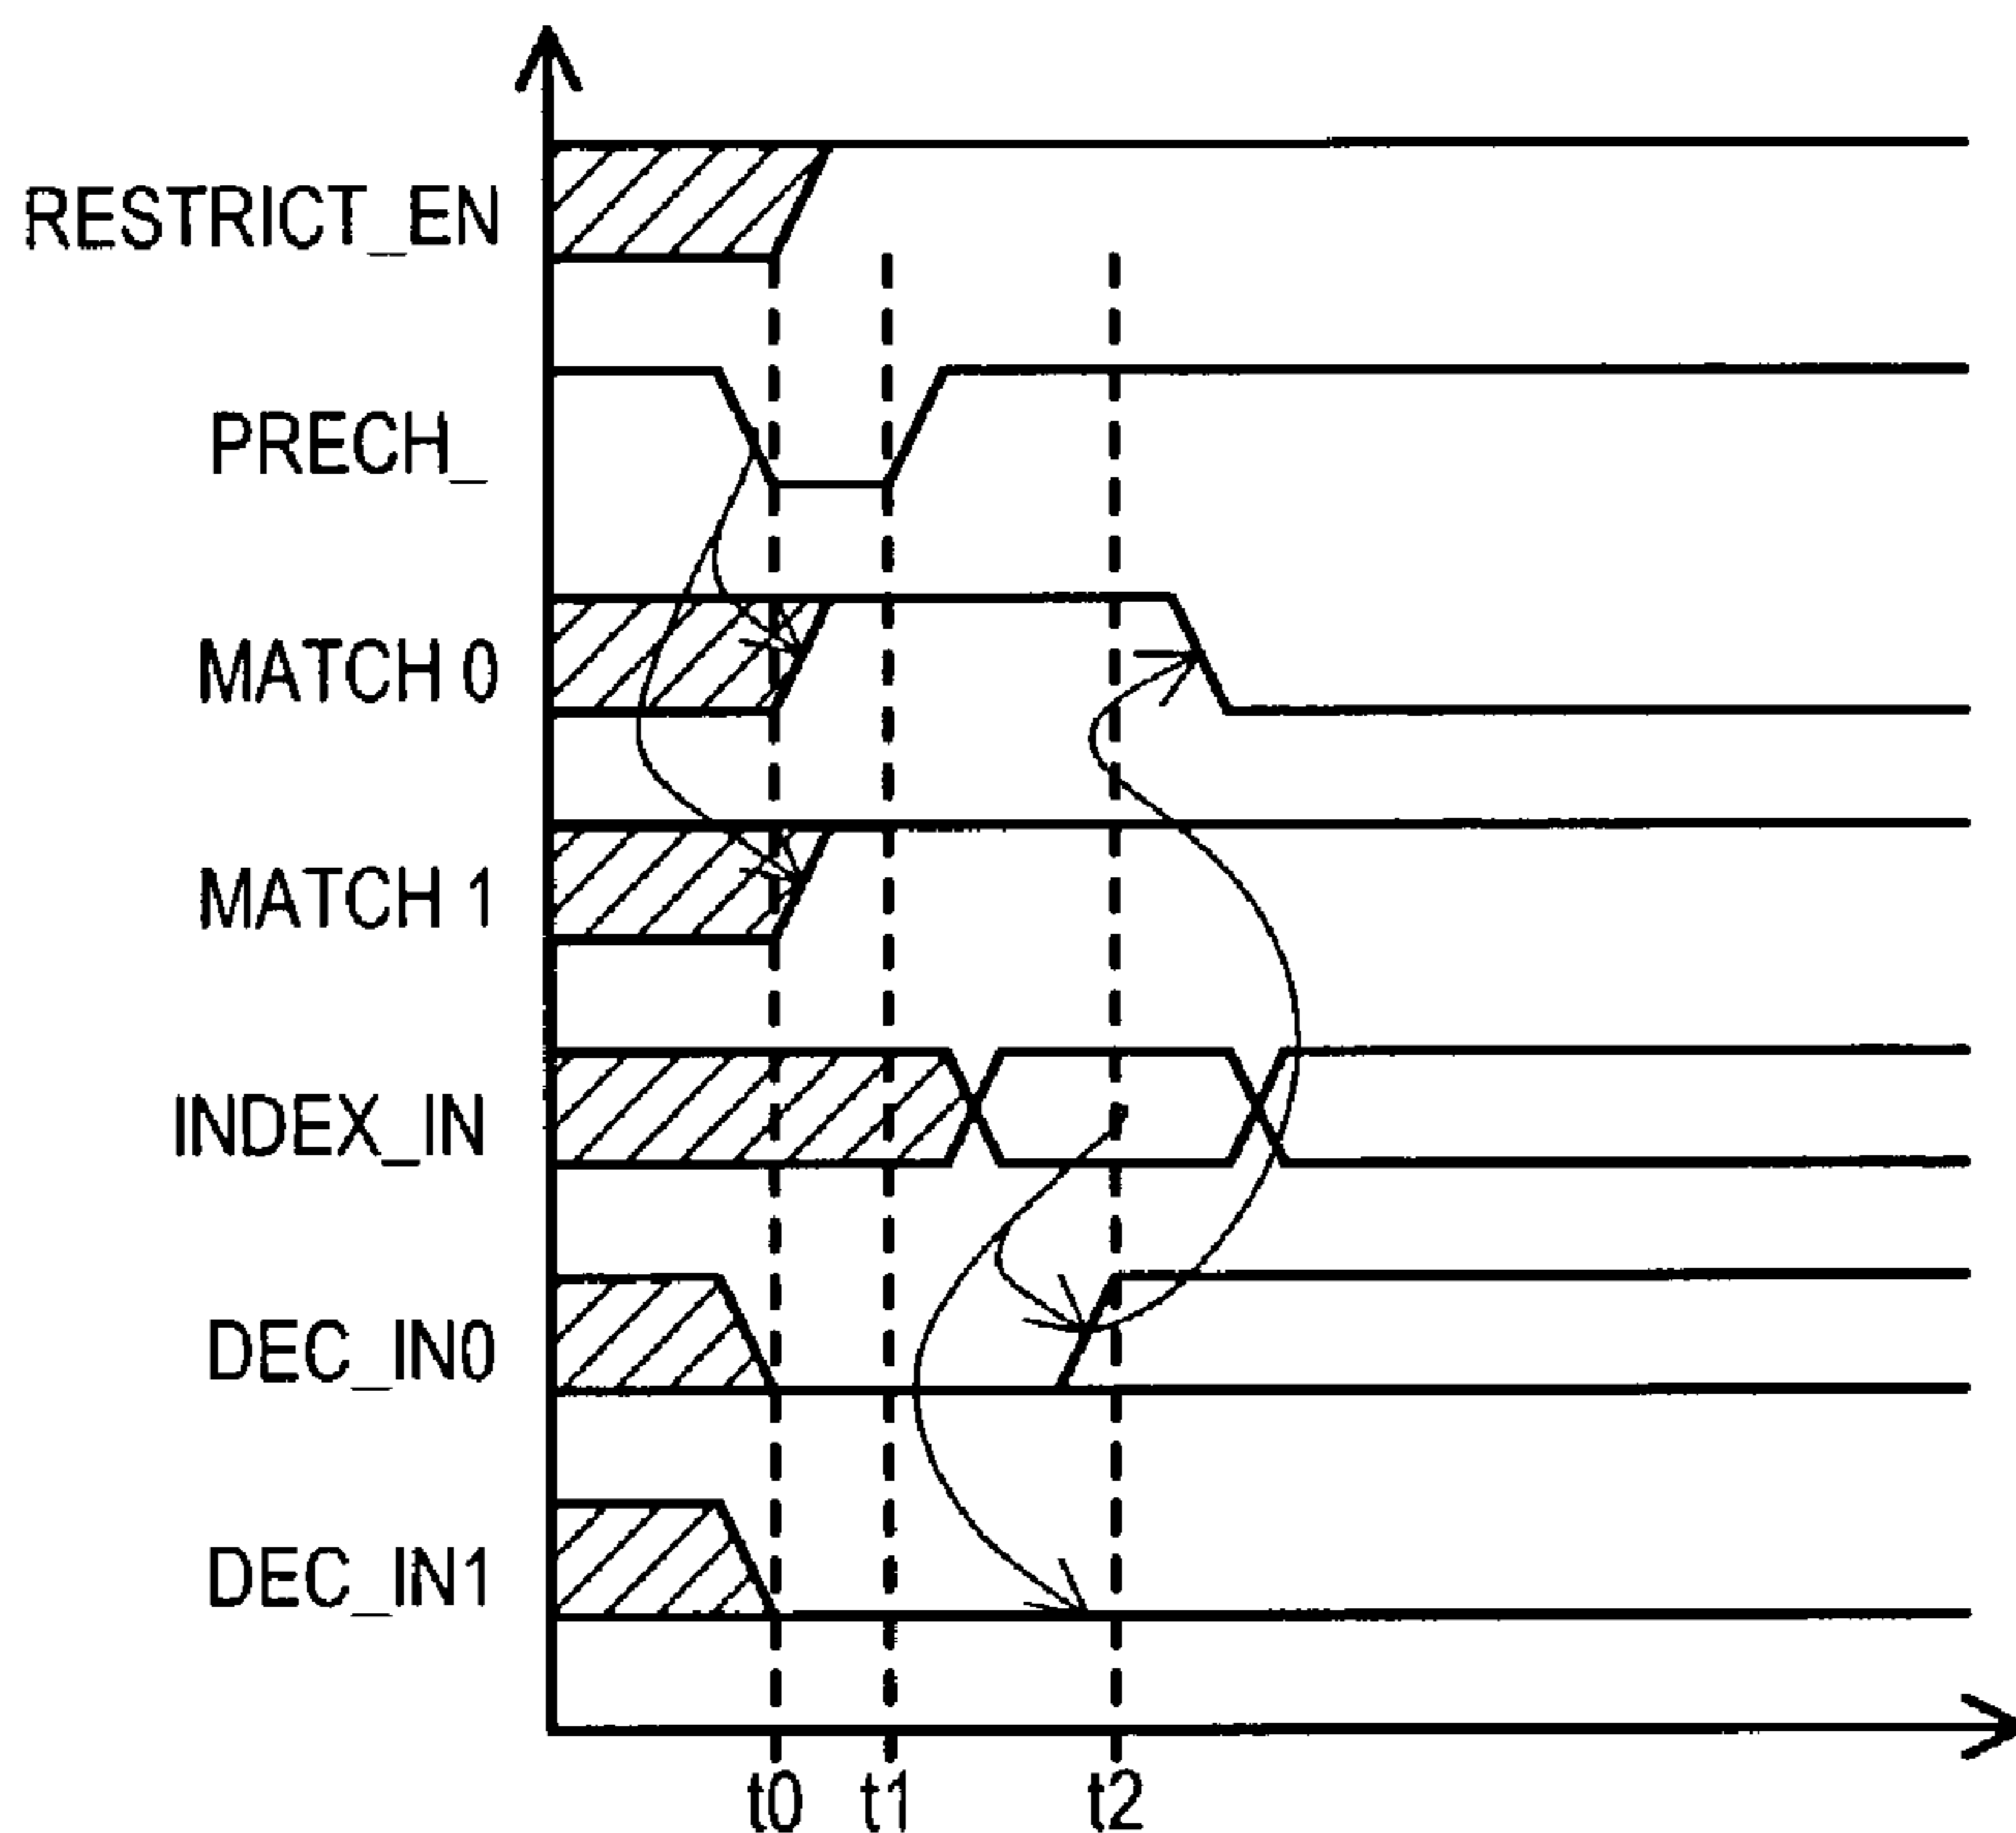 RESTRICT_EN
PRECH_
MATCH 0
MATCH 1
INDEX_IN
DEC_IN0
DEC_IN1
t0 t1 t2